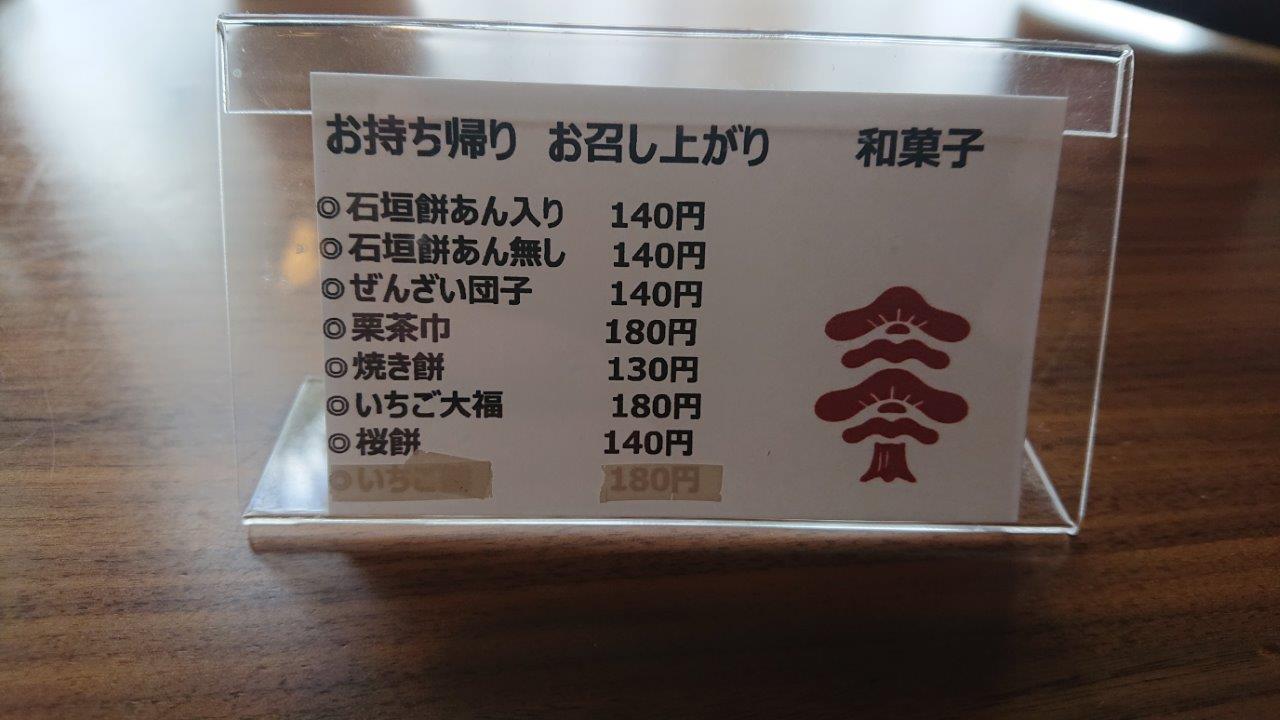 お持ち帰り お召し上がり 和菓子
◎石垣餅あん入り 140円
◎石垣餅あん無し 140円
◎ぜんざい団子 140円
◎栗茶巾 180円
◎焼き餅 130円
◎いちご大福 180円
◎桜餅 140円
◎いちご 180円